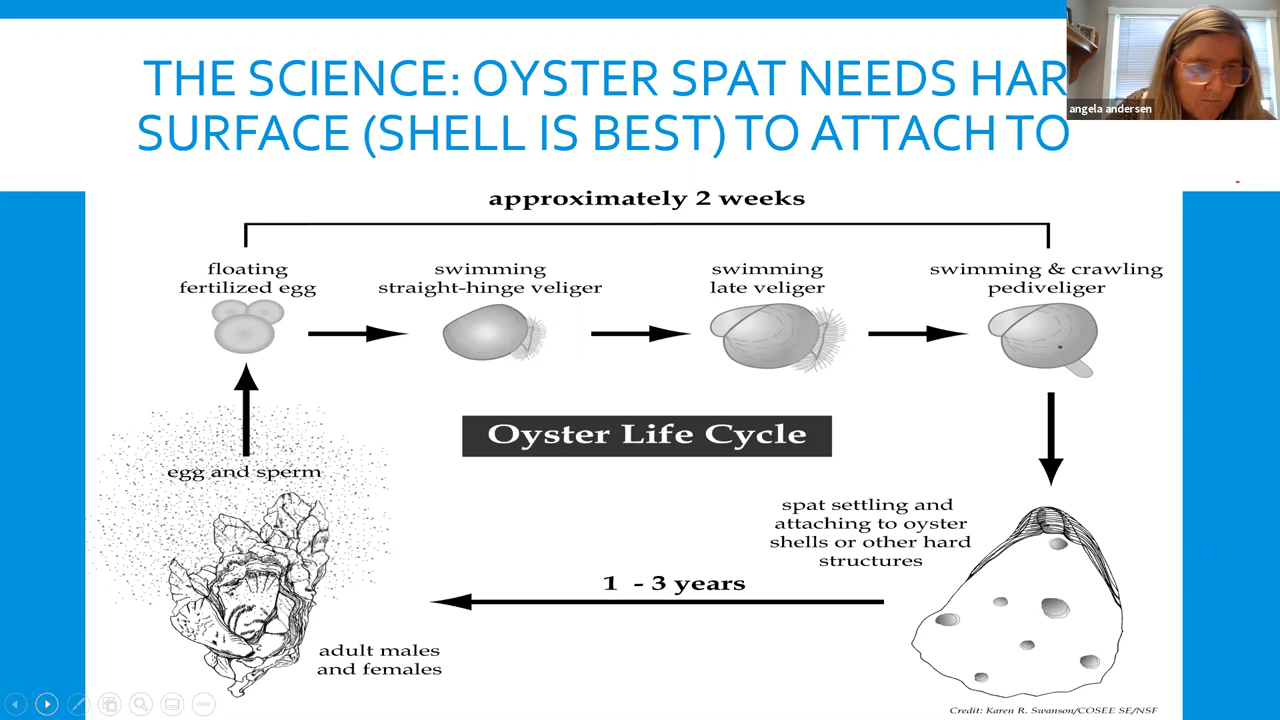 THE SCIENCE: OYSTER SPAT NEEDS HAR
SURFACE (SHELL IS BEST) TO ATTACH TO
angela andersen
approximately 2 weeks
floating
fertilized egg
swimming
straight-hinge veliger
swimming
late veliger
swimming & crawling
pediveliger
Oyster Life Cycle
egg and sperm
spat settling and
attaching to oyster
shells or other hard
structures
1 - 3 years
adult males
and females
Credit: Karen R. Swanson/COSEE SE/NSF